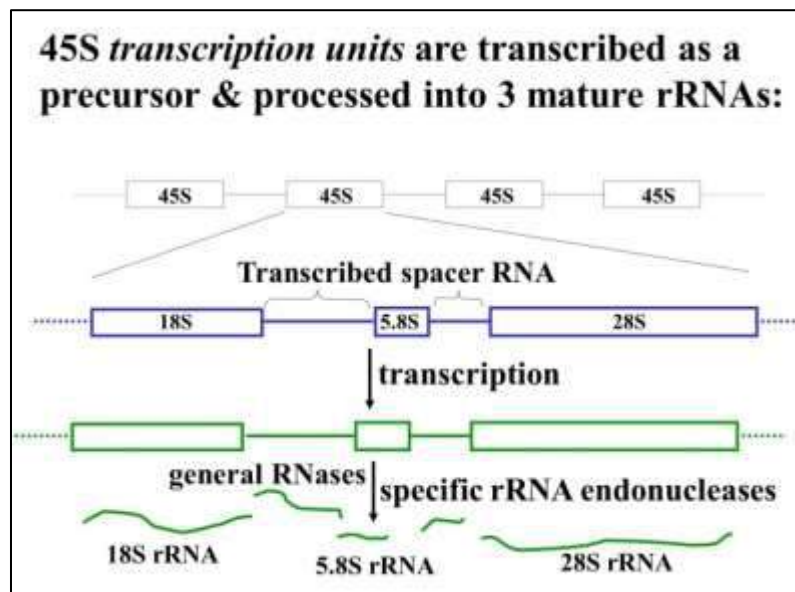 45S transcription units are transcribed as a
precursor & processed into 3 mature rRNAs:
45S 45S 45S 45S
Transcribed spacer RNA
18S 5.8S 28S
transcription
general RNases
specific rRNA endonucleases
18S rRNA 5.8S rRNA 28S rRNA